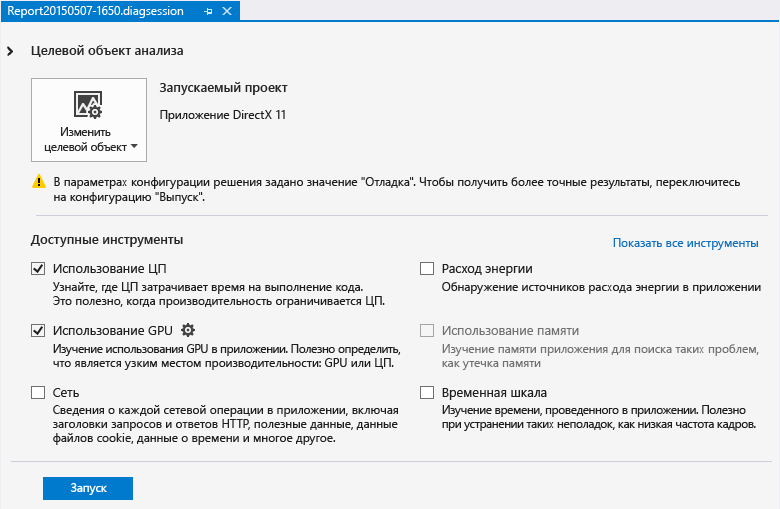 Report20150507-1650.diagsession
Целевой объект анализа
Запускаемый проект
Приложение DirectX 11
Изменить
целевой объект
В параметрах конфигурации решения задано значение "Отладка". Чтобы получить более точные результаты, переключитесь
на конфигурацию "Выпуск".
Доступные инструменты
Показать все инструменты
Использование ЦП
Узнайте, где ЦП затрачивает время на выполнение кода.
Это полезно, когда производительность ограничивается ЦП.
Расход энергии
Обнаружение источников расхода энергии в приложении
Использование GPU
Изучение использования GPU в приложении. Полезно определить,
что является узким местом производительности: GPU или ЦП.
Использование памяти
Изучение памяти приложения для поиска таких проблем,
как утечка памяти
Сеть
Сведения о каждой сетевой операции в приложении, включая
заголовки запросов и ответов HTTP, полезные данные, данные
файлов cookie, данные о времени и многое другое.
Временная шкала
Изучение времени, проведенного в приложении. Полезно
при устранении таких неполадок, как низкая частота кадров.
Запуск